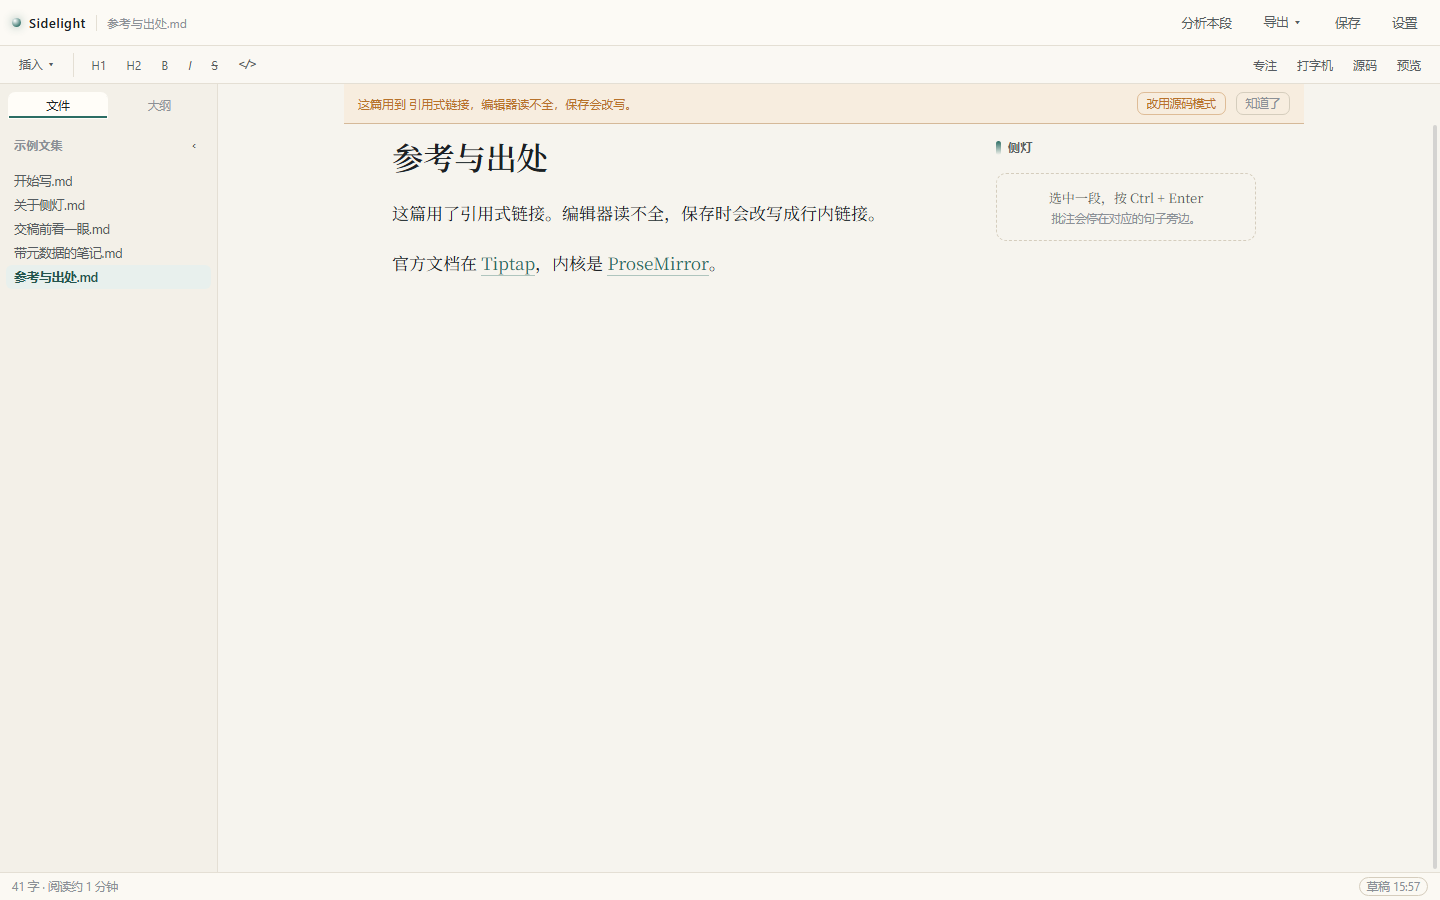 Sidelight 参考与出处.md 分析本段 导出 保存 设置
插入 H1 H2 B I S </> 专注 打字机 源码 预览
文件 大纲
示例文集
开始写.md
关于侧灯.md
交稿前看一眼.md
带元数据的笔记.md
参考与出处.md
这篇用到 引用式链接，编辑器读不全，保存会改写。 改用源码模式 知道了
参考与出处
这篇用了引用式链接。编辑器读不全，保存时会改写成行内链接。
官方文档在 Tiptap，内核是 ProseMirror。
侧灯
选中一段，按 Ctrl + Enter
批注会停在对应的句子旁边。
41 字 · 阅读约 1 分钟 草稿 15:57